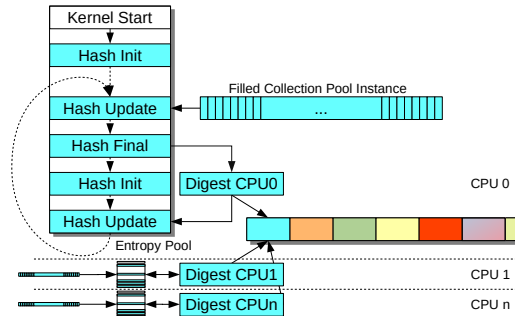 Kernel Start
Hash Init
Filled Collection Pool Instance
Hash Update
...
Hash Final
Hash Init
Digest CPU0
CPU 0
Hash Update
Entropy Pool
Digest CPU1
CPU 1
Digest CPUn
CPU n